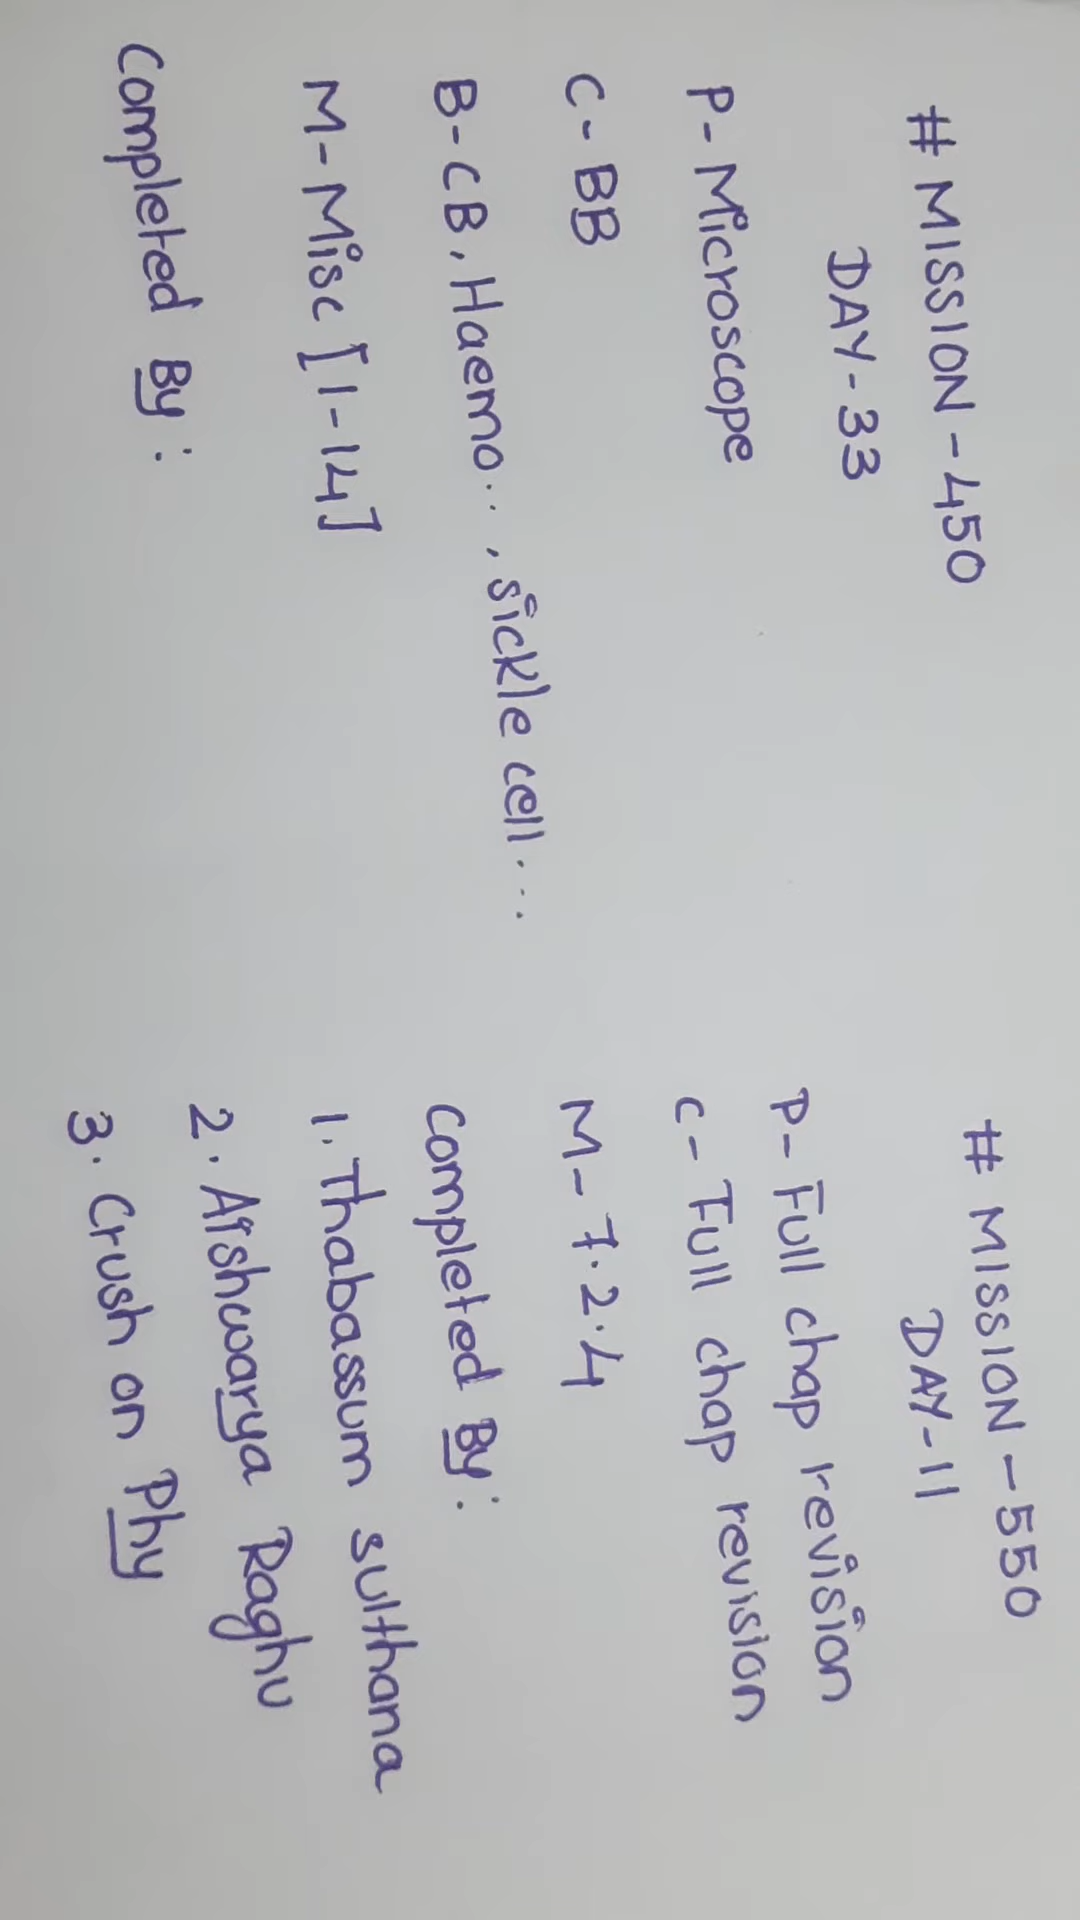 # MISSION - 450
DAY - 33
P - Microscope
C - BB
B - CB, Haemo.., sickle cell...
M - Misc [1-14]
Completed By:
# MISSION - 550
DAY - 11
P - Full chap revision
C - Full chap revision
M - 7.2.4
Completed By:
1. Thabassum sulthana
2. Aishwarya Raghu
3. Crush on Phy